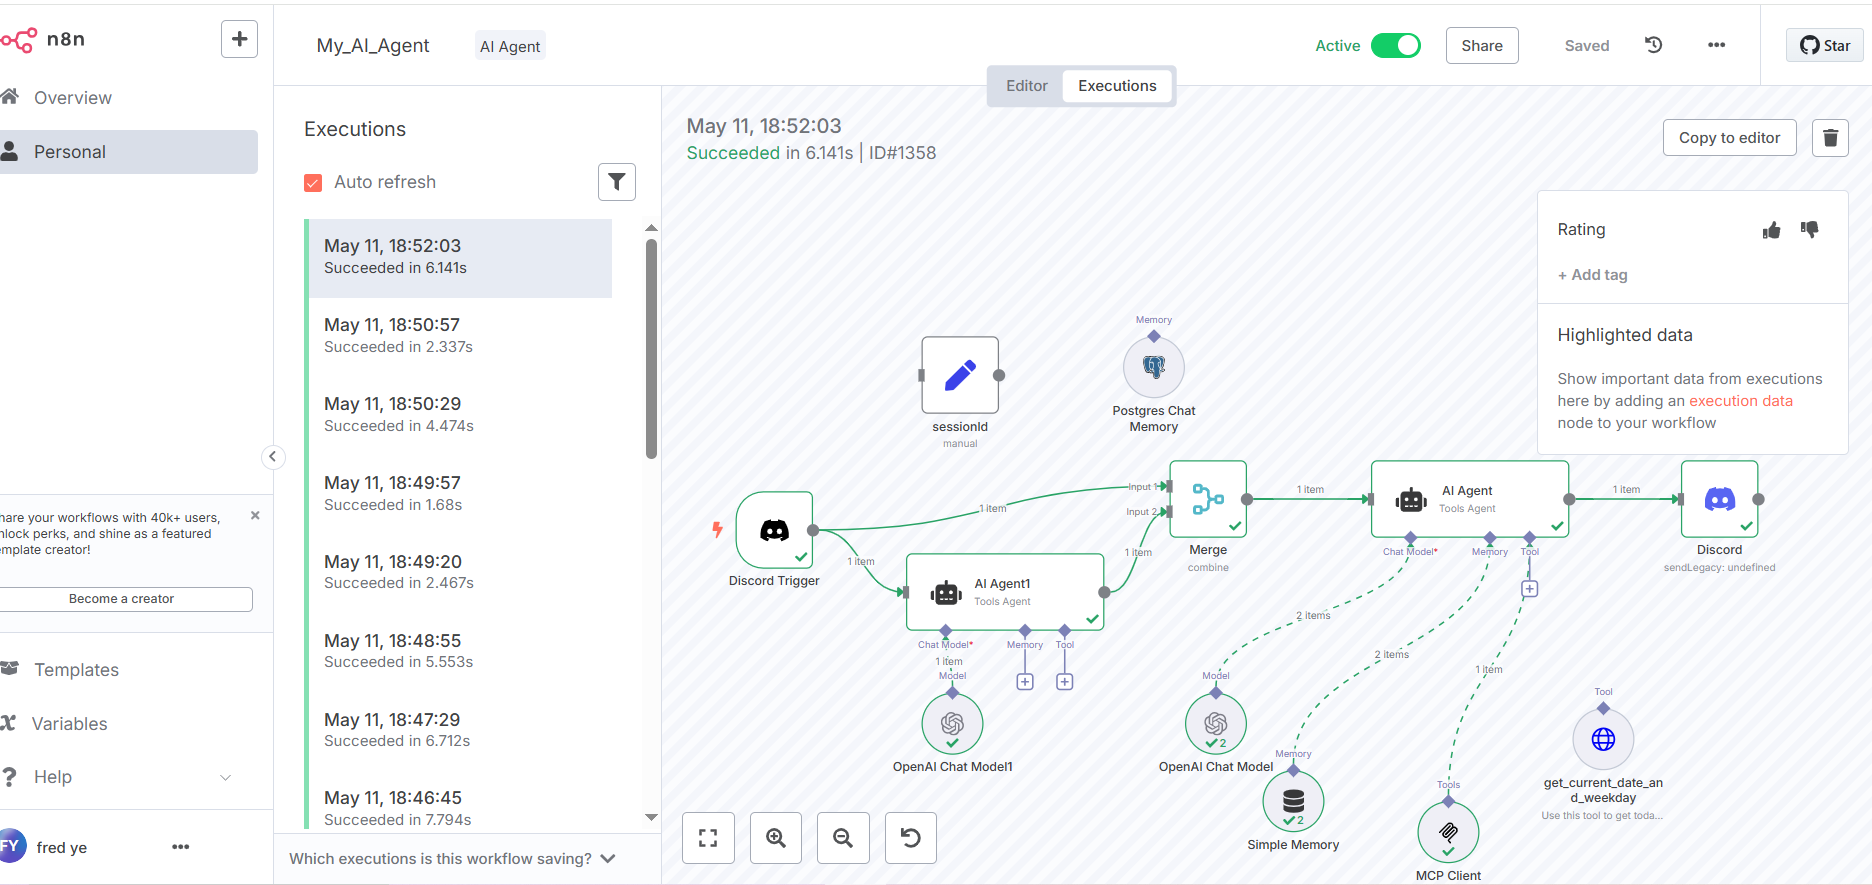 n8n
Overview
Personal
hare your workflows with 40k+ users,
nlock perks, and shine as a featured
emplate creator!
Become a creator
Templates
Variables
Help
FY
fred ye
My_AI_Agent
AI Agent
Active
Share
Saved
Star
Editor
Executions
Executions
Auto refresh
May 11, 18:52:03
Succeeded in 6.141s
May 11, 18:50:57
Succeeded in 2.337s
May 11, 18:50:29
Succeeded in 4.474s
May 11, 18:49:57
Succeeded in 1.68s
May 11, 18:49:20
Succeeded in 2.467s
May 11, 18:48:55
Succeeded in 5.553s
May 11, 18:47:29
Succeeded in 6.712s
May 11, 18:46:45
Succeeded in 7.794s
Which executions is this workflow saving?
May 11, 18:52:03
Succeeded in 6.141s | ID#1358
Copy to editor
Rating
+ Add tag
Highlighted data
Show important data from executions
here by adding an execution data
node to your workflow
sessionId
manual
Memory
Postgres Chat
Memory
Discord Trigger
1 item
1 item
AI Agent1
Tools Agent
Chat Model*
Memory
Tool
1 item
Model
OpenAI Chat Model1
1 item
Input 1
Input 2
Merge
combine
1 item
AI Agent
Tools Agent
Chat Model*
Memory
Tool
1 item
Discord
sendLegacy: undefined
2 items
Model
2
OpenAI Chat Model
2 items
Memory
2
Simple Memory
1 item
Tools
MCP Client
Tool
get_current_date_an
d_weekday
Use this tool to get toda...